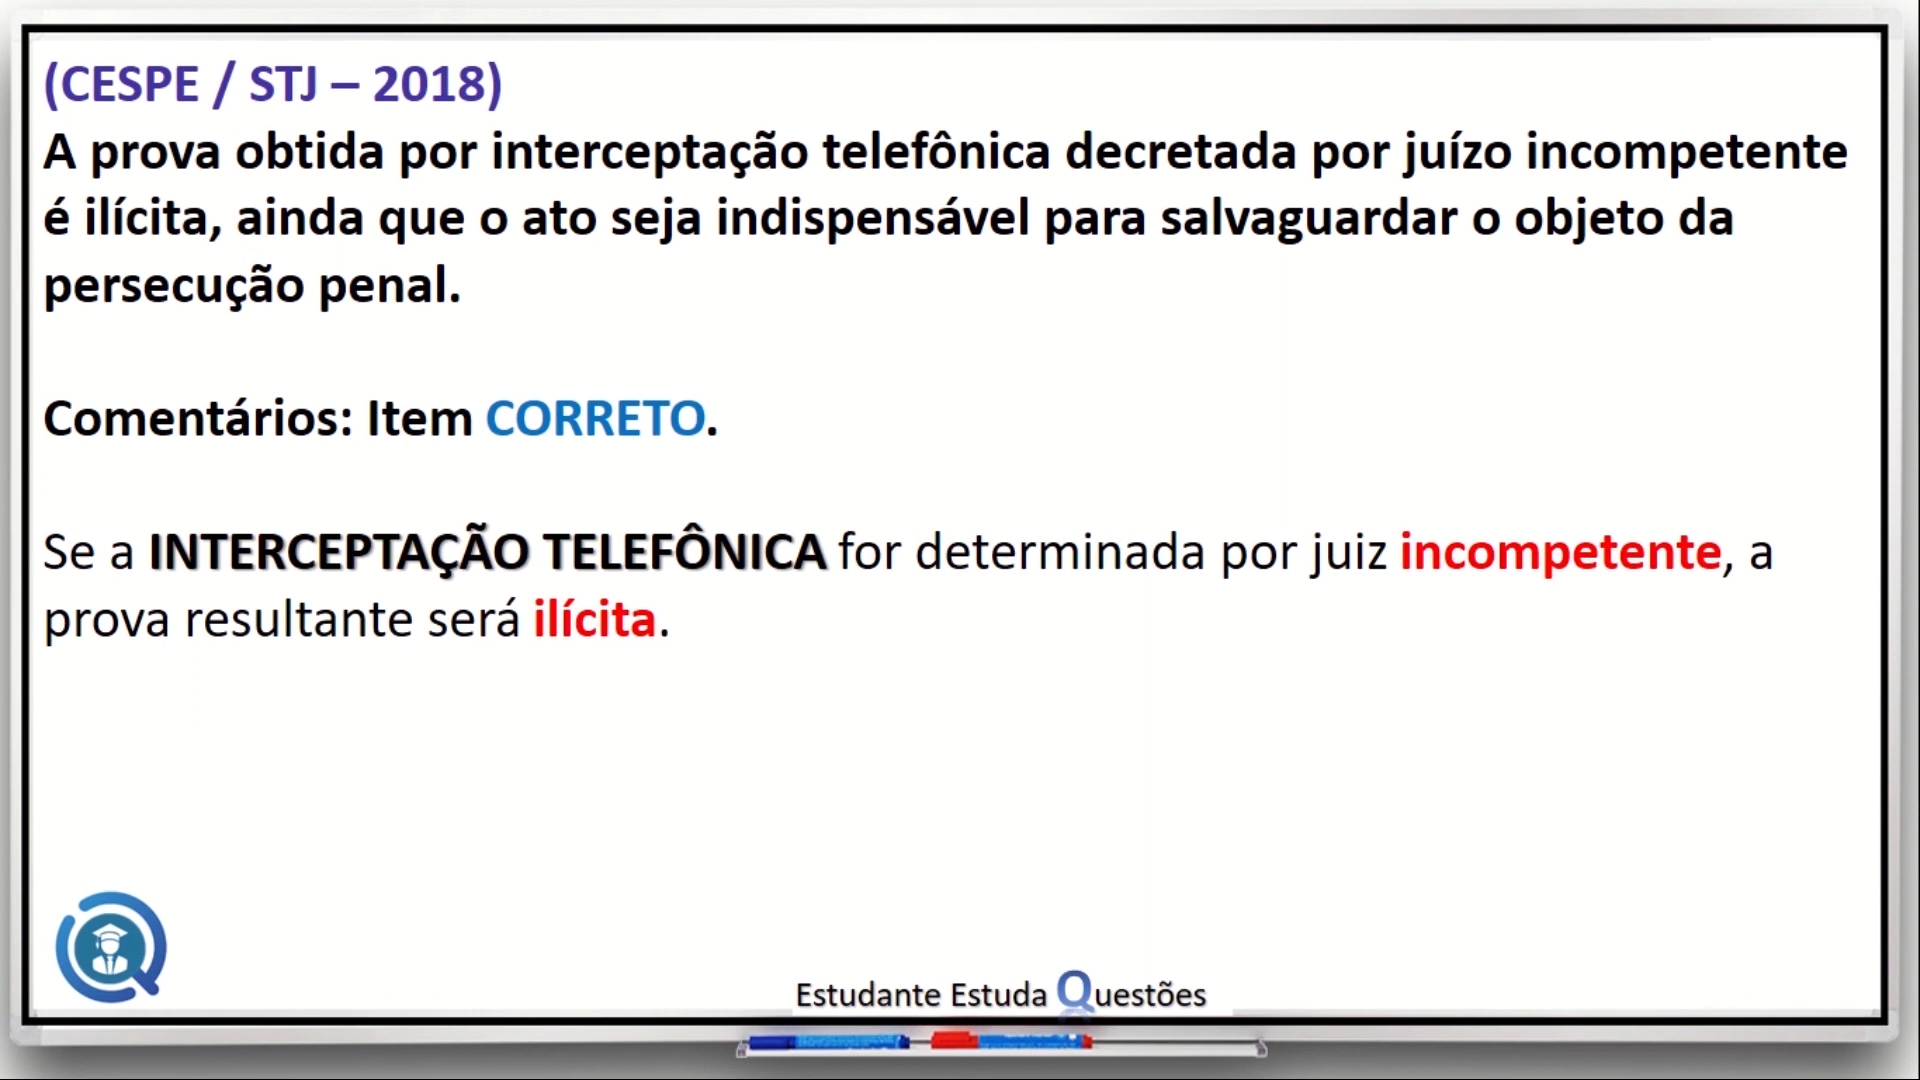 (CESPE / STJ – 2018)
A prova obtida por interceptação telefônica decretada por juízo incompetente
é ilícita, ainda que o ato seja indispensável para salvaguardar o objeto da
persecução penal.
Comentários: Item CORRETO.
Se a INTERCEPTAÇÃO TELEFÔNICA for determinada por juiz incompetente, a
prova resultante será ilícita.
Estudante Estuda Questões